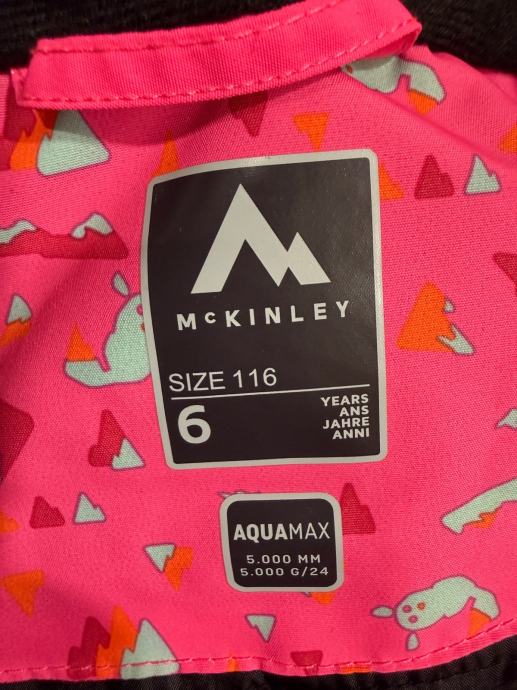 McKINLEY
SIZE 116
6
YEARS
ANS
JAHRE
ANNI
AQUAMAX
5.000 MM
5.000 G/24